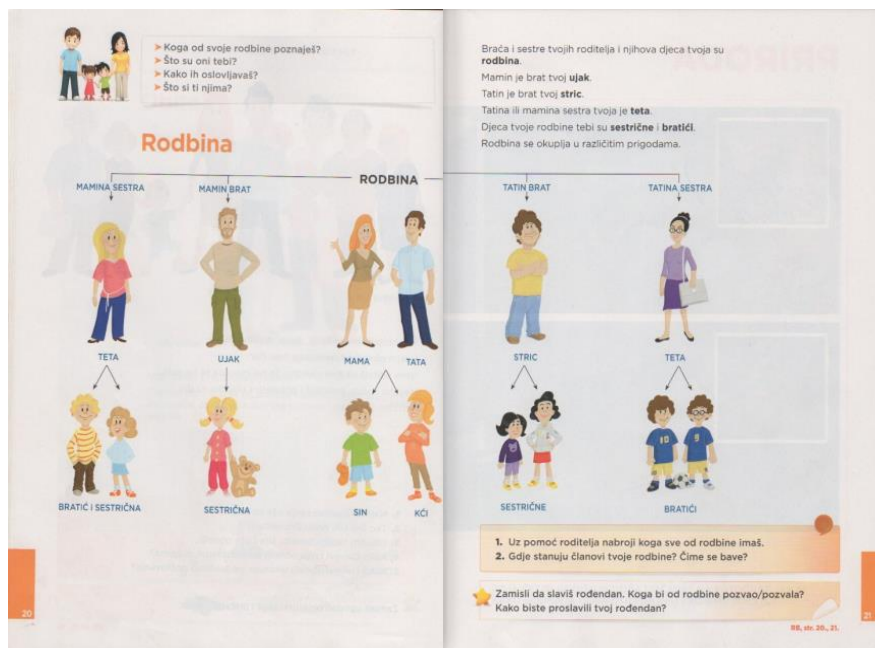 ➤ Koga od svoje rodbine poznaješ?
➤ Što su oni tebi?
➤ Kako ih oslovljavaš?
➤ Što si ti njima?
Rodbina
RODBINA
MAMINA SESTRA
MAMIN BRAT
TETA
UJAK
MAMA
TATA
BRATIĆ I SESTRIČNA
SESTRIČNA
SIN
KĆI
20
Braća i sestre tvojih roditelja i njihova djeca tvoja su
rodbina.
Mamin je brat tvoj ujak.
Tatin je brat tvoj stric.
Tatina ili mamina sestra tvoja je teta.
Djeca tvoje rodbine tebi su sestrične i bratići.
Rodbina se okuplja u različitim prigodama.
TATIN BRAT
TATINA SESTRA
STRIC
TETA
SESTRIČNE
BRATIĆI
10
9
1. Uz pomoć roditelja nabroji koga sve od rodbine imaš.
2. Gdje stanuju članovi tvoje rodbine? Čime se bave?
Zamisli da slaviš rođendan. Koga bi od rodbine pozvao/pozvala?
Kako biste proslavili tvoj rođendan?
RB, str. 20., 21.
21